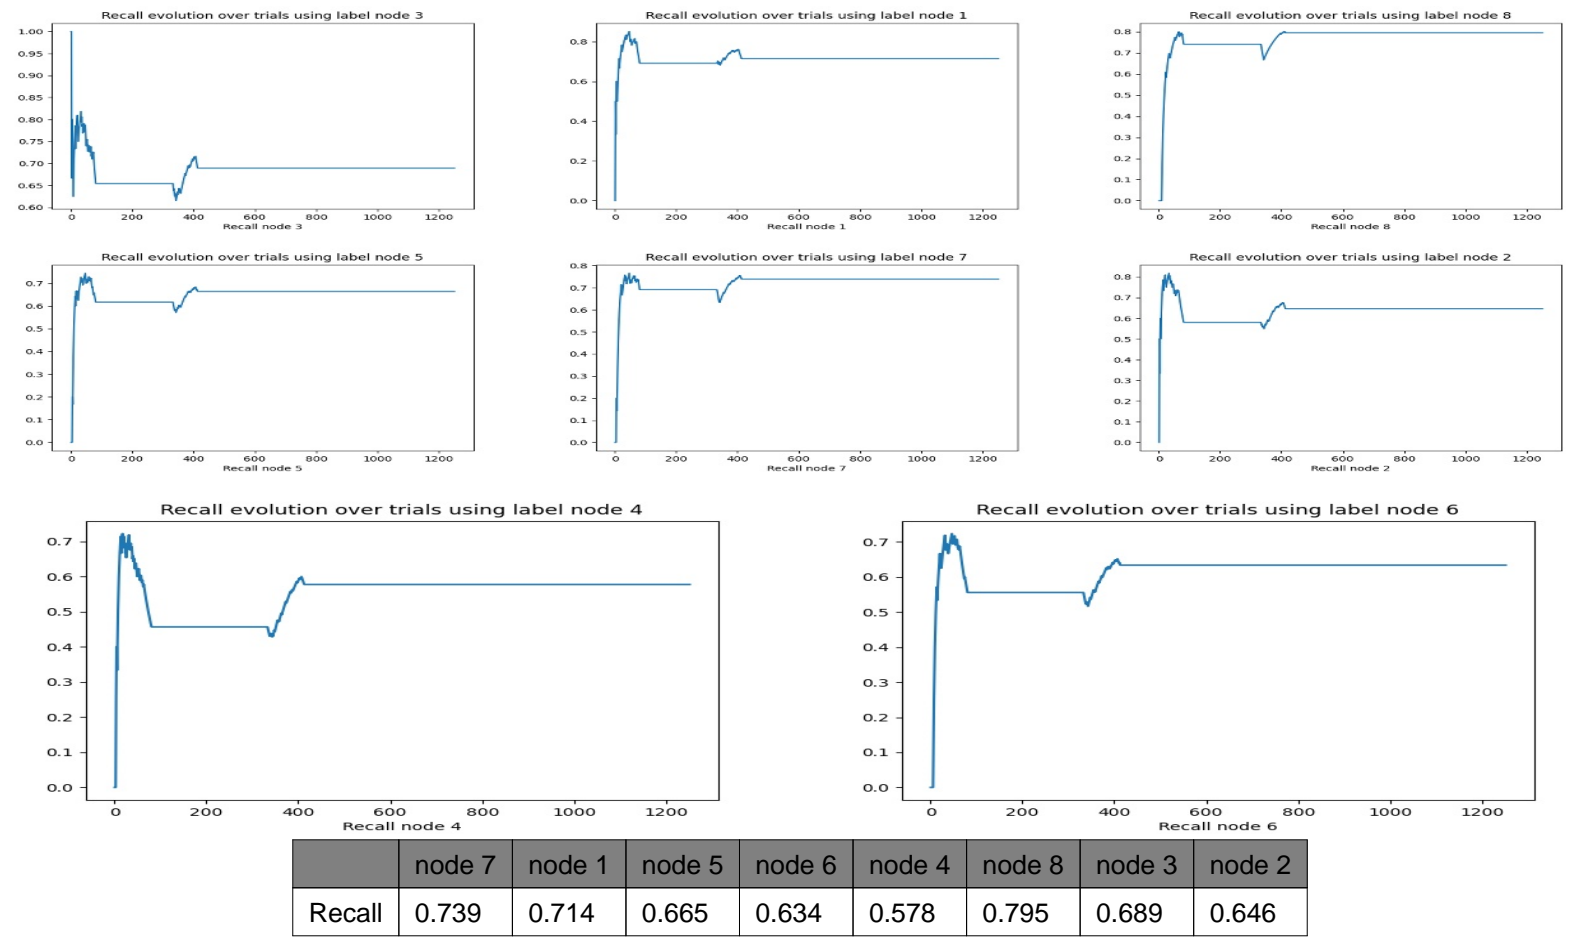 Recall evolution over trials using label node 3
1.00
0.95
0.90
0.85
0.80
0.75
0.70
0.65
0.60
0 200 400 600 800 1000 1200
Recall node 3
Recall evolution over trials using label node 1
0.8
0.6
0.4
0.2
0.0
0 200 400 600 800 1000 1200
Recall node 1
Recall evolution over trials using label node 8
0.8
0.7
0.6
0.5
0.4
0.3
0.2
0.1
0.0
0 200 400 600 800 1000 1200
Recall node 8
Recall evolution over trials using label node 5
0.7
0.6
0.5
0.4
0.3
0.2
0.1
0.0
0 200 400 600 800 1000 1200
Recall node 5
Recall evolution over trials using label node 7
0.8
0.7
0.6
0.5
0.4
0.3
0.2
0.1
0.0
0 200 400 600 800 1000 1200
Recall node 7
Recall evolution over trials using label node 2
0.8
0.7
0.6
0.5
0.4
0.3
0.2
0.1
0.0
0 200 400 600 800 1000 1200
Recall node 2
Recall evolution over trials using label node 4
0.7
0.6
0.5
0.4
0.3
0.2
0.1
0.0
0 200 400 600 800 1000 1200
Recall node 4
Recall evolution over trials using label node 6
0.7
0.6
0.5
0.4
0.3
0.2
0.1
0.0
0 200 400 600 800 1000 1200
Recall node 6
node 7 node 1 node 5 node 6 node 4 node 8 node 3 node 2
Recall 0.739 0.714 0.665 0.634 0.578 0.795 0.689 0.646